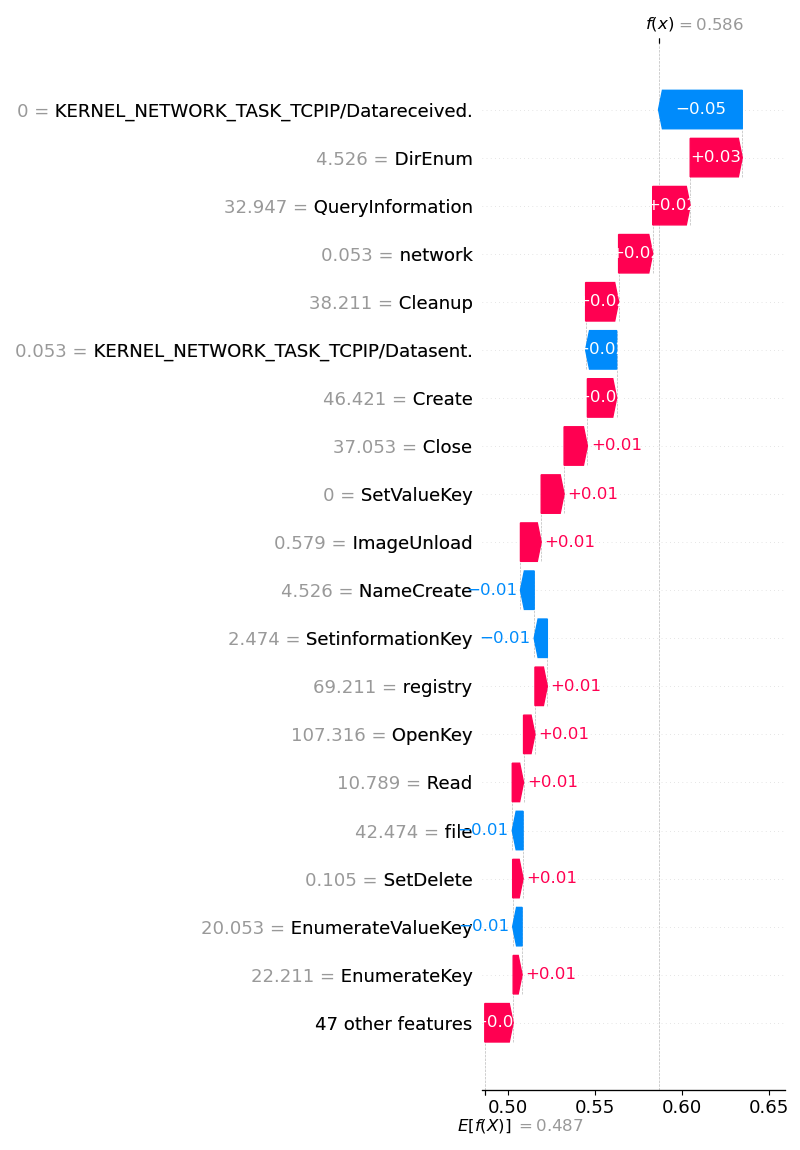 f(x) = 0.586
0 = KERNEL_NETWORK_TASK_TCPIP/Datareceived. −0.05
4.526 = DirEnum +0.03
32.947 = QueryInformation +0.02
0.053 = network
38.211 = Cleanup
0.053 = KERNEL_NETWORK_TASK_TCPIP/Datasent.
46.421 = Create
37.053 = Close +0.01
0 = SetValueKey +0.01
0.579 = ImageUnload +0.01
4.526 = NameCreate −0.01
2.474 = SetinformationKey −0.01
69.211 = registry +0.01
107.316 = OpenKey +0.01
10.789 = Read +0.01
42.474 = file −0.01
0.105 = SetDelete +0.01
20.053 = EnumerateValueKey −0.01
22.211 = EnumerateKey +0.01
47 other features
0.50 0.55 0.60 0.65
E[f(X)] = 0.487